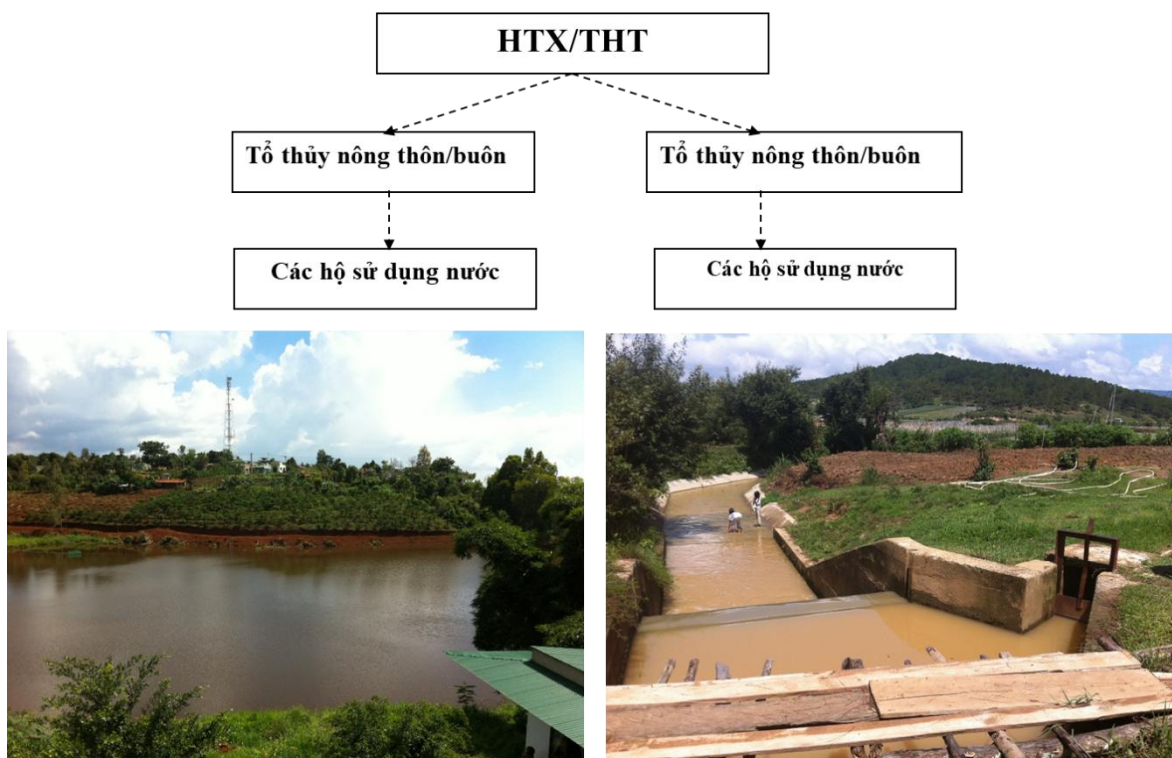 HTX/THT
Tổ thủy nông thôn/buôn
Tổ thủy nông thôn/buôn
Các hộ sử dụng nước
Các hộ sử dụng nước